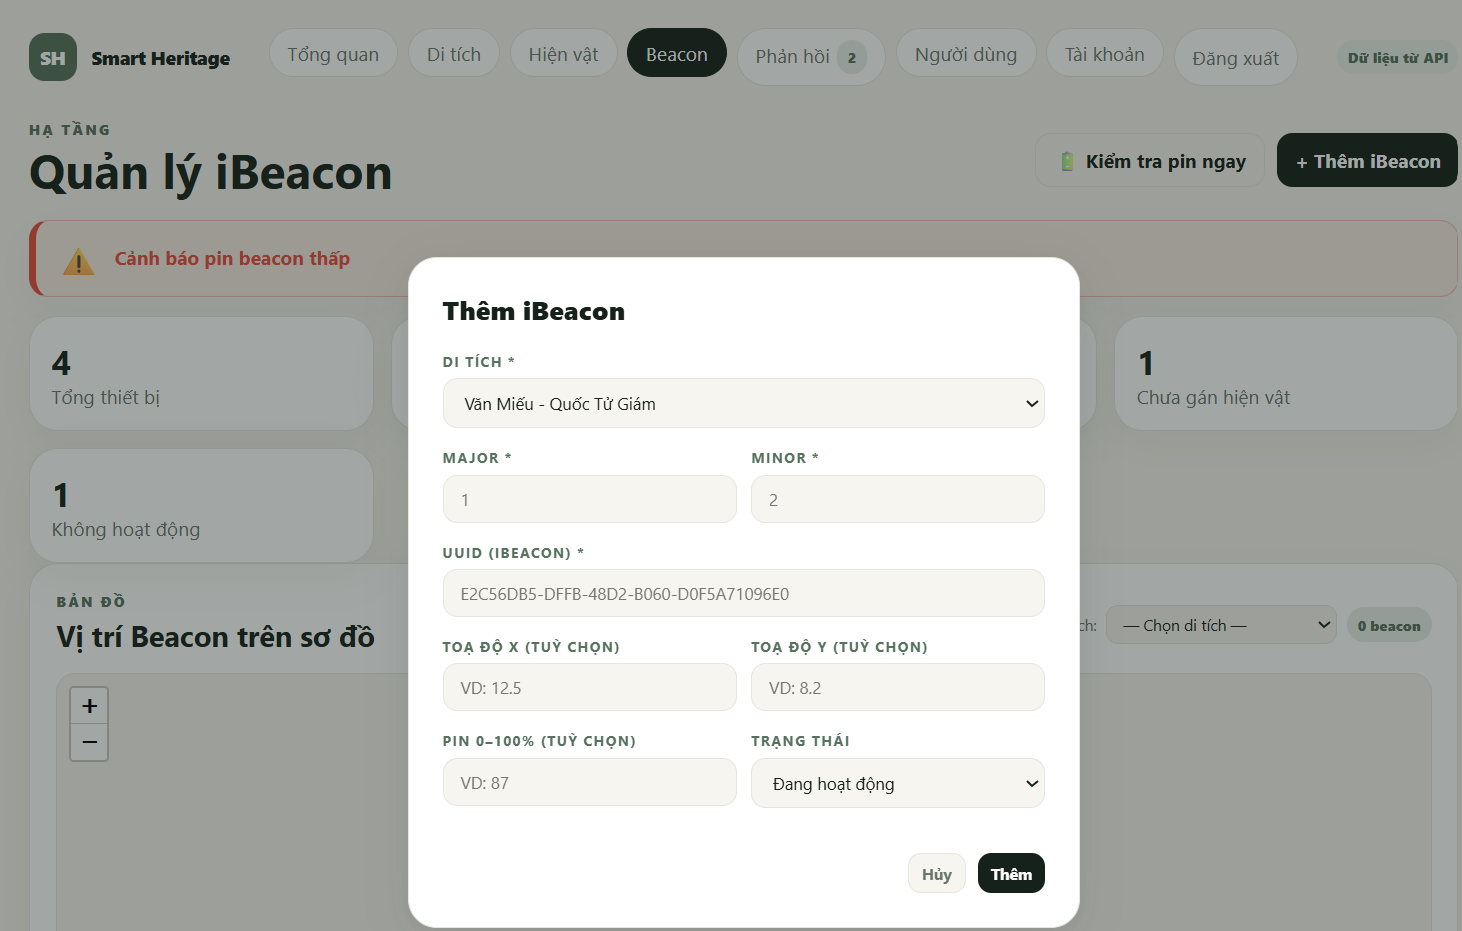 SH Smart Heritage Tổng quan Di tích Hiện vật Beacon Phản hồi 2 Người dùng Tài khoản Đăng xuất Dữ liệu từ API
HẠ TẦNG
Quản lý iBeacon
Kiểm tra pin ngay + Thêm iBeacon
Cảnh báo pin beacon thấp
4
Tổng thiết bị
1
Chưa gán hiện vật
1
Không hoạt động
BẢN ĐỒ
Vị trí Beacon trên sơ đồ
ch: — Chọn di tích — 0 beacon
+
−
Thêm iBeacon
DI TÍCH *
Văn Miếu - Quốc Tử Giám
MAJOR * MINOR *
1 2
UUID (IBEACON) *
E2C56DB5-DFFB-48D2-B060-D0F5A71096E0
TOẠ ĐỘ X (TUỲ CHỌN) TOẠ ĐỘ Y (TUỲ CHỌN)
VD: 12.5 VD: 8.2
PIN 0–100% (TUỲ CHỌN) TRẠNG THÁI
VD: 87 Đang hoạt động
Hủy Thêm